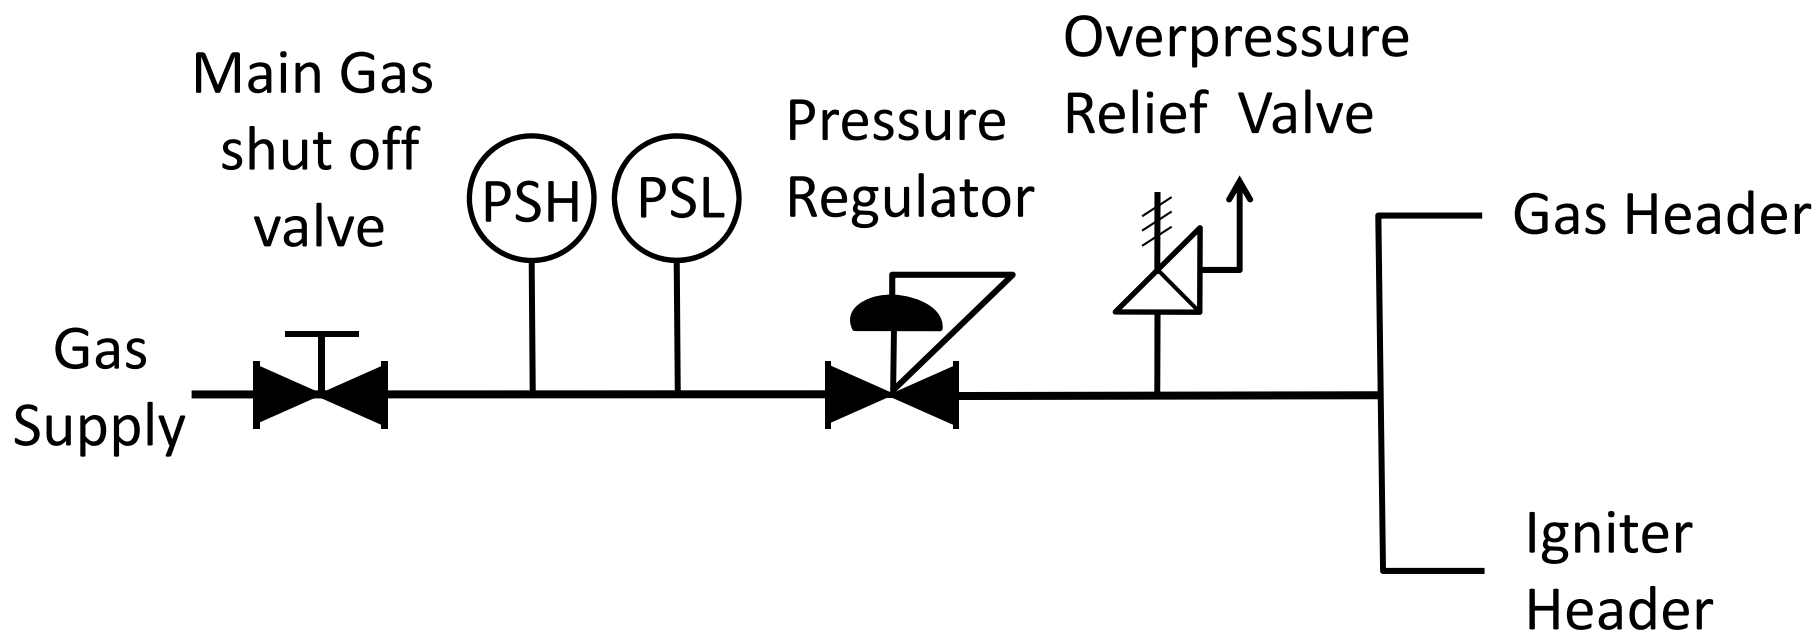 Main Gas
shut off
valve
PSH
PSL
Pressure
Regulator
Overpressure
Relief Valve
Gas Header
Gas
Supply
Igniter
Header